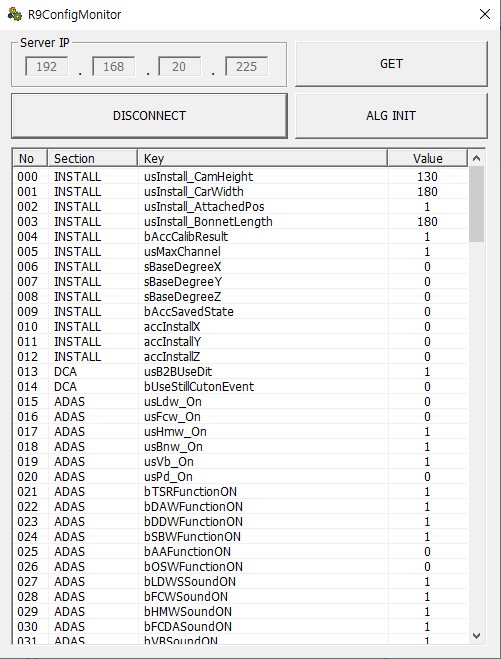 R9ConfigMonitor
Server IP
192 . 168 . 20 . 225
GET
DISCONNECT
ALG INIT
No Section Key Value
000 INSTALL usInstall_CamHeight 130
001 INSTALL usInstall_CarWidth 180
002 INSTALL usInstall_AttachedPos 1
003 INSTALL usInstall_BonnetLength 180
004 INSTALL bAccCalibResult 1
005 INSTALL usMaxChannel 1
006 INSTALL sBaseDegreeX 0
007 INSTALL sBaseDegreeY 0
008 INSTALL sBaseDegreeZ 0
009 INSTALL bAccSavedState 0
010 INSTALL accInstallX 0
011 INSTALL accInstallY 0
012 INSTALL accInstallZ 0
013 DCA usB2BUseDit 1
014 DCA bUseStillCutonEvent 0
015 ADAS usLdw_On 0
016 ADAS usFcw_On 0
017 ADAS usHmw_On 1
018 ADAS usBnw_On 1
019 ADAS usVb_On 1
020 ADAS usPd_On 0
021 ADAS bTSRFunctionON 1
022 ADAS bDAWFunctionON 1
023 ADAS bDDWFunctionON 1
024 ADAS bSBWFunctionON 1
025 ADAS bAAFunctionON 0
026 ADAS bOSWFunctionON 0
027 ADAS bLDWSSoundON 1
028 ADAS bFCWSoundON 1
029 ADAS bHMWSoundON 1
030 ADAS bFCDASoundON 1
031 ADAS bVBSoundON 1